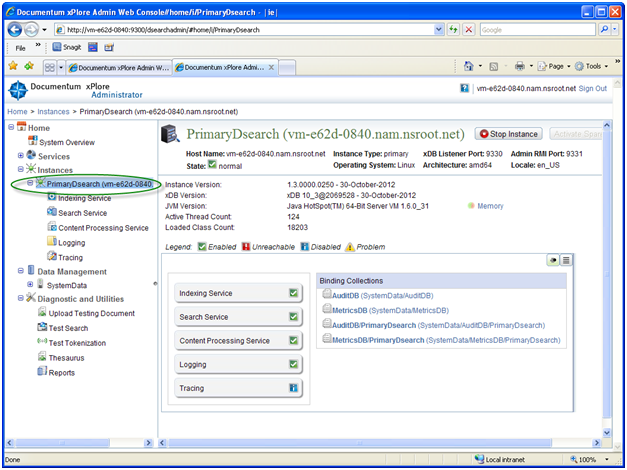 Documentum xPlore Admin Web Console#home/i/PrimaryDsearch - [ie]
http://vm-e62d-0840:9300/dsearchadmin/#home/i/PrimaryDsearch
Google
File » Snagit
Documentum xPlore Admin W... Documentum xPlore Admi... X
Page Tools »
Documentum xPlore
Administrator
vm-e62d-0840.nam.nsroot.net Sign Out
Home > Instances > PrimaryDsearch (vm-e62d-0840.nam.nsroot.net)
Home
System Overview
Services
Instances
PrimaryDsearch (vm-e62d-0840
Indexing Service
Search Service
Content Processing Service
Logging
Tracing
Data Management
SystemData
Diagnostic and Utilities
Upload Testing Document
Test Search
Test Tokenization
Thesaurus
Reports
PrimaryDsearch (vm-e62d-0840.nam.nsroot.net)
Stop Instance
Activate Spare
Host Name: vm-e62d-0840.nam.nsroot.net Instance Type: primary xDB Listener Port: 9330 Admin RMI Port: 9331
State: normal Operating System: Linux Architecture: amd64 Locale: en_US
Instance Version: 1.3.0000.0250 - 30-October-2012
xDB Version: xDB 10_3@2069528 - 30-October-2012
JVM Version: Java HotSpot(TM) 64-Bit Server VM 1.6.0_31 Memory
Active Thread Count: 124
Loaded Class Count: 18203
Legend: Enabled Unreachable Disabled Problem
Indexing Service
Search Service
Content Processing Service
Logging
Tracing
Binding Collections
AuditDB (SystemData/AuditDB)
MetricsDB (SystemData/MetricsDB)
AuditDB/PrimaryDsearch (SystemData/AuditDB/PrimaryDsearch)
MetricsDB/PrimaryDsearch (SystemData/MetricsDB/PrimaryDsearch)
Done Local intranet 100%